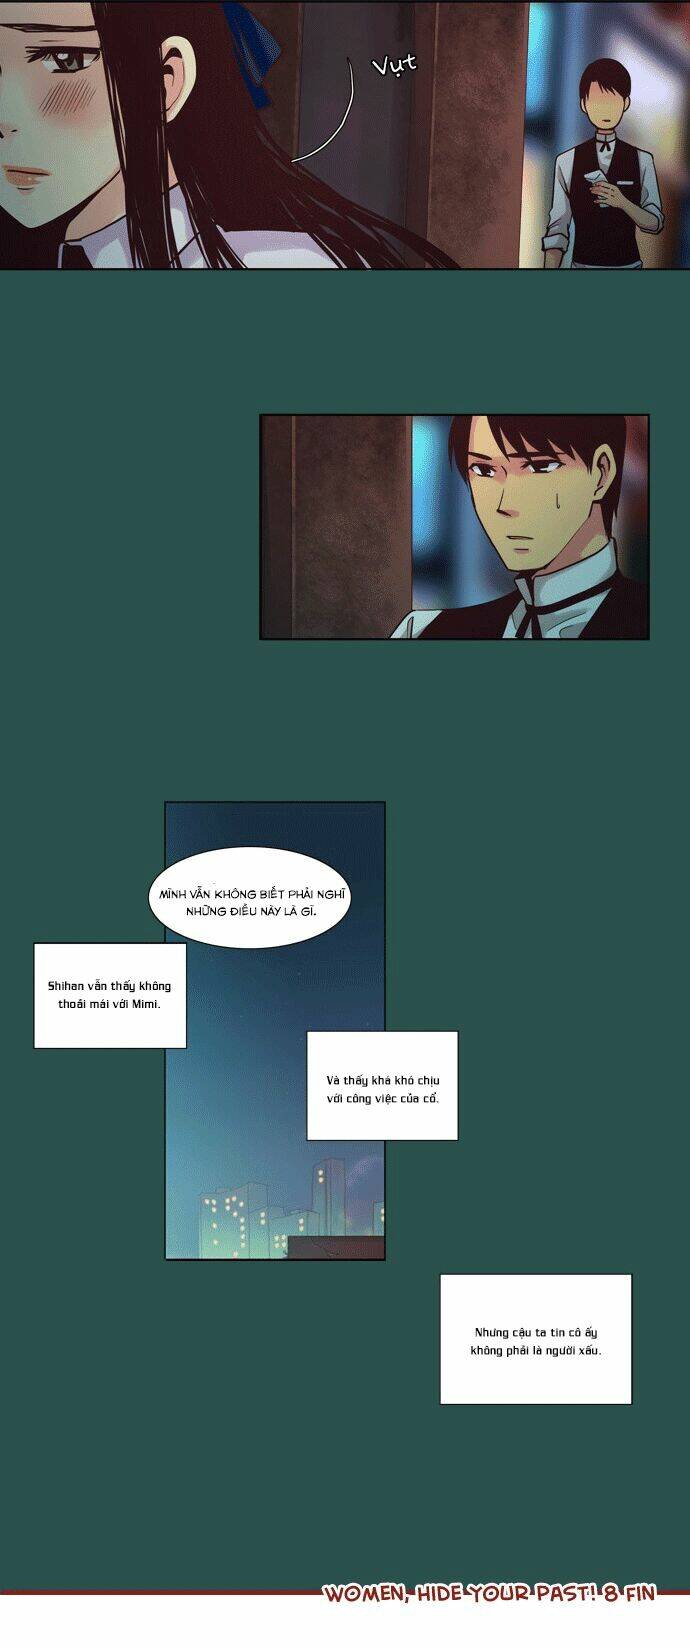 Vụt
MÌNH VẪN KHÔNG BIẾT PHẢI NGHĨ
NHỮNG ĐIỀU NÀY LÀ GÌ.
Shihan vẫn thấy không
thoải mái với Mimi.
Và thấy khá khó chịu
với công việc của cổ.
Nhưng cậu ta tin cô ấy
không phải là người xấu.
WOMEN, HIDE YOUR PAST! 8 FIN